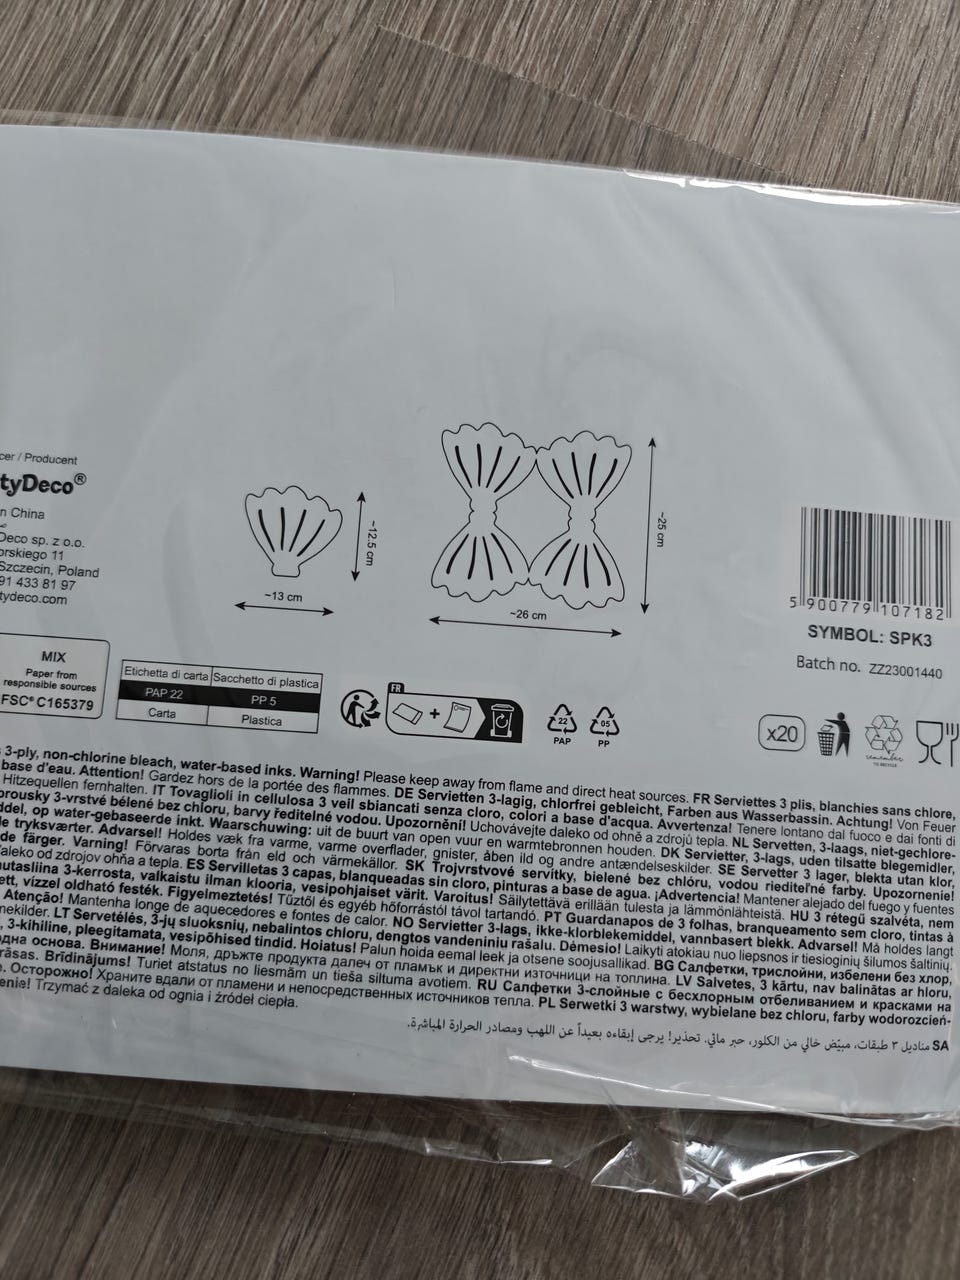 cer / Producent
tyDeco®
n China
Deco sp. z o.o.
orskiego 11
Szczecin, Poland
91 433 81 97
tydeco.com
~12.5 cm
~13 cm
~25 cm
~26 cm
5 900779 107182
SYMBOL: SPK3
Batch no. ZZ23001440
MIX
Paper from
responsible sources
FSC® C165379
Etichetta di carta Sacchetto di plastica
PAP 22 PP 5
Carta Plastica
FR
+
22
PAP
05
PP
x20
remember
TO RECYCLE
3-ply, non-chlorine bleach, water-based inks. Warning! Please keep away from flame and direct heat sources. FR Serviettes 3 plis, blanchies sans chlore,
base d'eau. Attention! Gardez hors de la portée des flammes. DE Servietten 3-lagig, chlorfrei gebleicht, Farben aus Wasserbassin. Achtung! Von Feuer
Hitzequellen fernhalten. IT Tovaglioli in cellulosa 3 veil sbiancati senza cloro, colori a base d'acqua. Avvertenza! Tenere lontano dal fuoco e dai fonti di
prousky 3-vrstvé bélené bez chloru, barvy ředitelné vodou. Upozornění! Uchovávejte daleko od ohně a zdrojů tepla. NL Servetten, 3-laags, niet-gechlore-
ddel, op water-gebaseerde inkt. Waarschuwing: uit de buurt van open vuur en warmtebronnen houden. DK Servietter, 3-lags, uden tilsatte blegemidler,
de tryksværter. Advarsel! Holdes væk fra varme, varme overflader, gnister, åben ild og andre antændelseskilder. SE Servetter 3 lager, blekta utan klor,
de färger. Varning! Förvaras borta från eld och värmekällor. SK Trojvrstvové servítky, bielené bez chlóru, vodou riediteľné farby. Upozornenie!
ďaleko od zdrojov ohňa a tepla. ES Servilletas 3 capas, blanqueadas sin cloro, pinturas a base de agua. ¡Advertencia! Mantener alejado del fuego y fuentes
nutasliina 3-kerrosta, valkaistu ilman klooria, vesipohjaiset värit. Varoitus! Säilytettävä erillään tulesta ja lämmönlähteistä. HU 3 rétegű szalvéta, nem
ett, vízzel oldható festék. Figyelmeztetés! Tűztől és egyéb hőforrástól távol tartandó. PT Guardanapos de 3 folhas, branqueamento sem cloro, tintas à
Atenção! Mantenha longe de aquecedores e fontes de calor. NO Servietter 3-lags, ikke-klorblekemiddel, vannbasert blekk. Advarsel! Må holdes langt
nekilder. LT Servetėlės, 3-jų sluoksnių, nebalintos chloru, dengtos vandeniniu rašalu. Dėmesio! Laikyti atokiau nuo liepsnos ir tiesioginių šilumos šaltinių.
, 3-kihiline, pleegitamata, vesipõhised tindid. Hoiatus! Palun hoida eemal leek ja otsene soojusallikad. BG Салфетки, трислойни, избелени без хлор,
одна основа. Внимание! Моля, дръжте продукта далеч от пламък и директни източници на топлина. LV Salvetes, 3 kārtu, nav balinātas ar hloru,
krāsas. Brīdinājums! Turiet atstatus no liesmām un tieša siltuma avotiem. RU Салфетки 3-слойные с бесхлорным отбеливанием и красками на
. Осторожно! Храните вдали от пламени и непосредственных источников тепла. PL Serwetki 3 warstwy, wybielane bez chloru, farby wodorozcień-
enie! Trzymać z daleka od ognia i źródeł ciepła.
SA مناديل ٣ طبقات، مبيّض خالي من الكلور، حبر مائي. تحذير! يرجى إبقاءه بعيداً عن اللهب ومصادر الحرارة المباشرة.